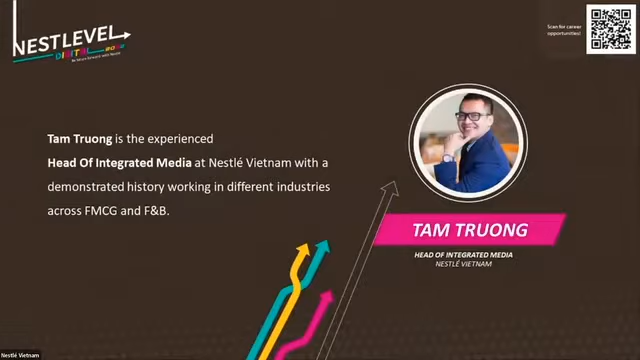 NESTLEVEL
DIGITAL
Scan for career
opportunities!
Tam Truong is the experienced
Head Of Integrated Media at Nestlé Vietnam with a
demonstrated history working in different industries
across FMCG and F&B.
TAM TRUONG
HEAD OF INTEGRATED MEDIA
NESTLÉ VIETNAM
Nestlé Vietnam